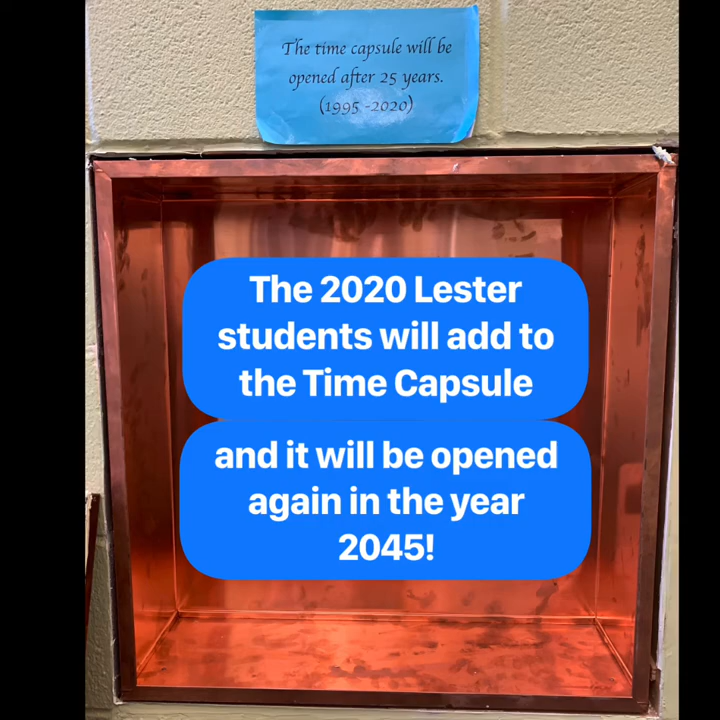 The time capsule will be
opened after 25 years.
(1995 -2020)
The 2020 Lester
students will add to
the Time Capsule
and it will be opened
again in the year
2045!